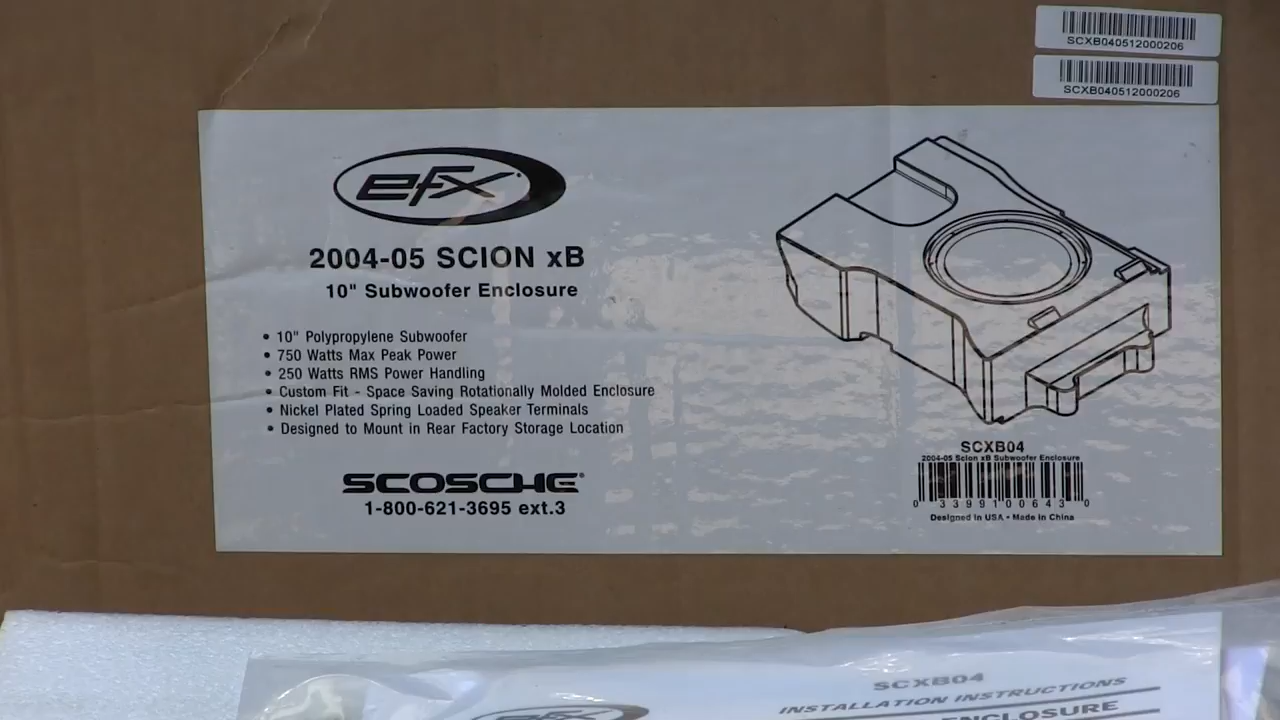 SCXB040512000206
SCXB040512000206
efx
2004-05 SCION xB
10" Subwoofer Enclosure
• 10" Polypropylene Subwoofer
• 750 Watts Max Peak Power
• 250 Watts RMS Power Handling
• Custom Fit - Space Saving Rotationally Molded Enclosure
• Nickel Plated Spring Loaded Speaker Terminals
• Designed to Mount in Rear Factory Storage Location
SCOSCHE®
1-800-621-3695 ext.3
SCXB04
2004-05 Scion xB Subwoofer Enclosure
0 33991 00643 0
Designed in USA • Made in China
SCXB04
INSTALLATION INSTRUCTIONS
efx
ENCLOSURE